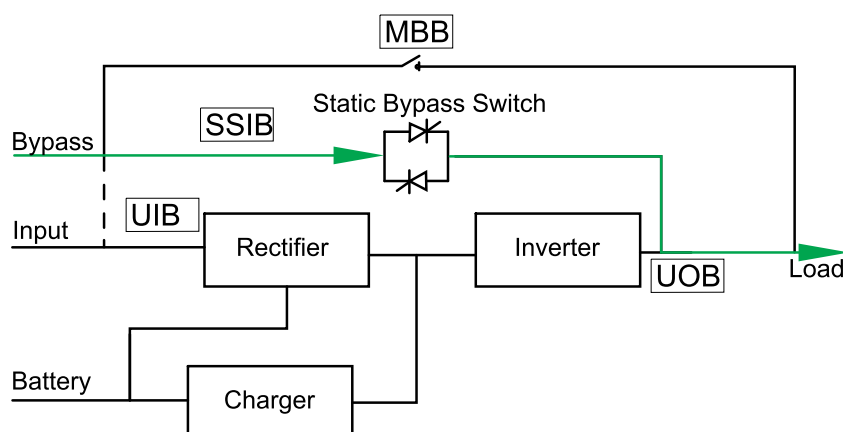 MBB
Static Bypass Switch
SSIB
Bypass
UIB
Input
Rectifier
Inverter
UOB
Load
Battery
Charger